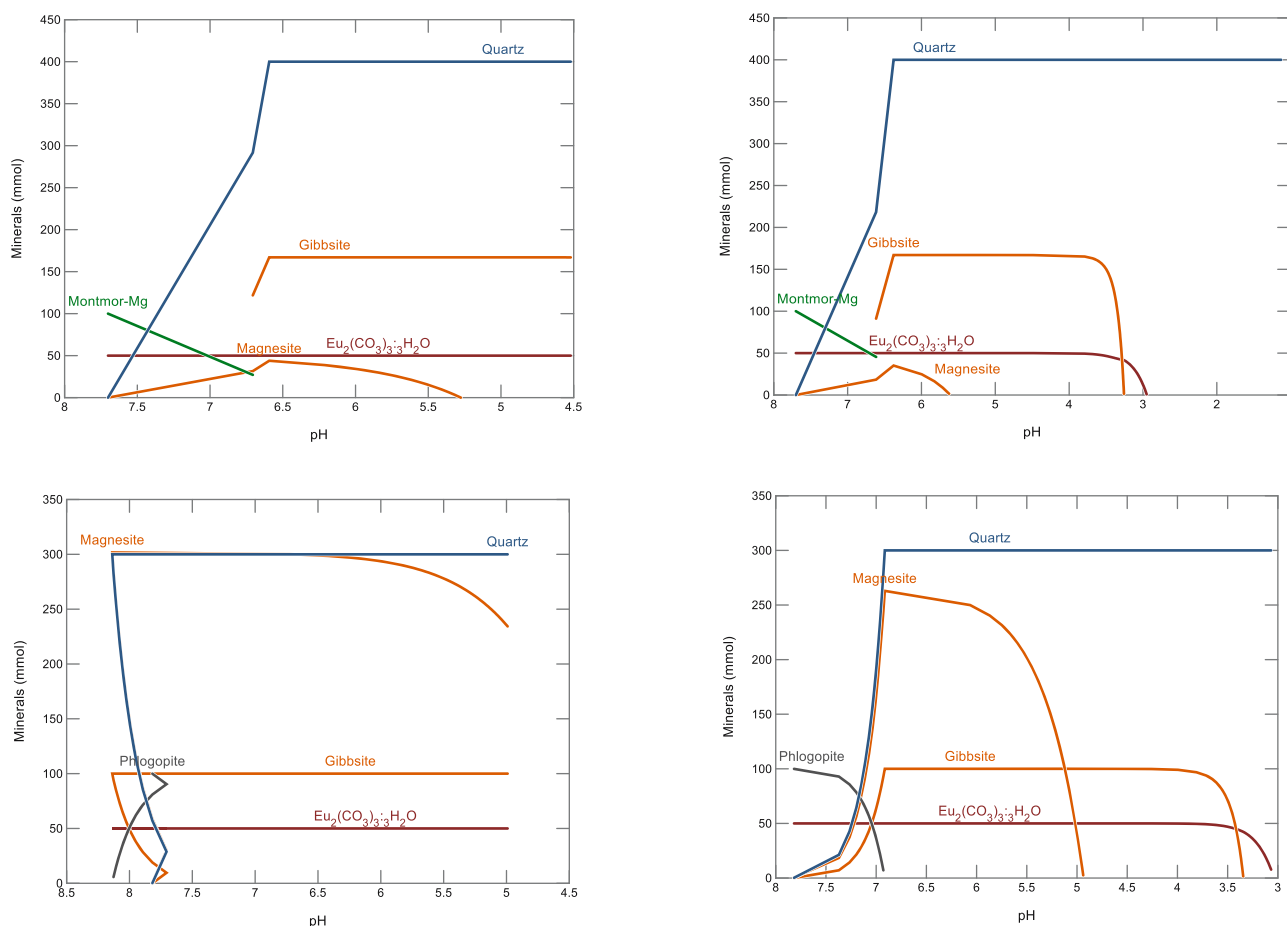 450
400
350
300
250
200
150
100
50
0
Minerals (mmol)
Quartz
Gibbsite
Montmor-Mg
Magnesite
Eu2(CO3)3:3H2O
8
7.5
7
6.5
6
5.5
5
4.5
pH
450
400
350
300
250
200
150
100
50
0
Minerals (mmol)
Quartz
Gibbsite
Montmor-Mg
Eu2(CO3)3:3H2O
Magnesite
8
7
6
5
4
3
2
pH
350
300
250
200
150
100
50
0
Minerals (mmol)
Magnesite
Quartz
Phlogopite
Gibbsite
Eu2(CO3)3:3H2O
8.5
8
7.5
7
6.5
6
5.5
5
4.5
pH
350
300
250
200
150
100
50
0
Minerals (mmol)
Quartz
Magnesite
Phlogopite
Gibbsite
Eu2(CO3)3:3H2O
8
7.5
7
6.5
6
5.5
5
4.5
4
3.5
3
pH